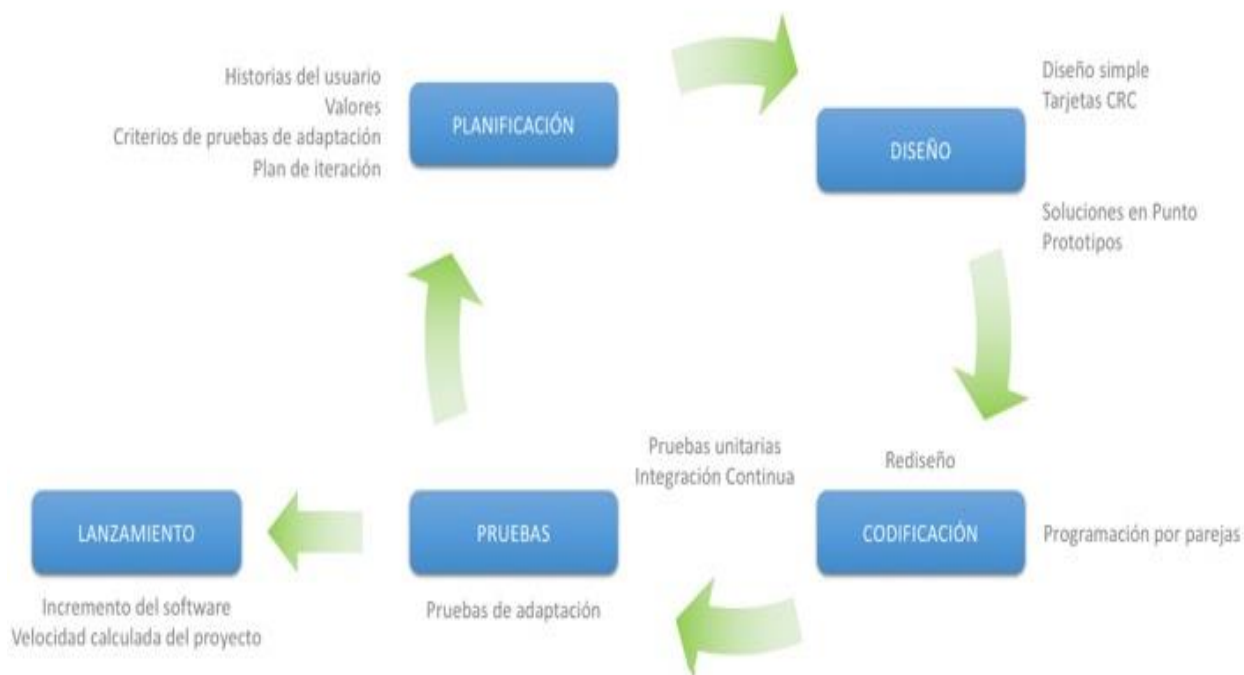 Historias del usuario
Valores
Criterios de pruebas de adaptación
Plan de iteración
PLANIFICACIÓN
Diseño simple
Tarjetas CRC
DISEÑO
Soluciones en Punto
Prototipos
Pruebas unitarias
Integración Continua
Rediseño
CODIFICACIÓN
Programación por parejas
PRUEBAS
Pruebas de adaptación
LANZAMIENTO
Incremento del software
Velocidad calculada del proyecto